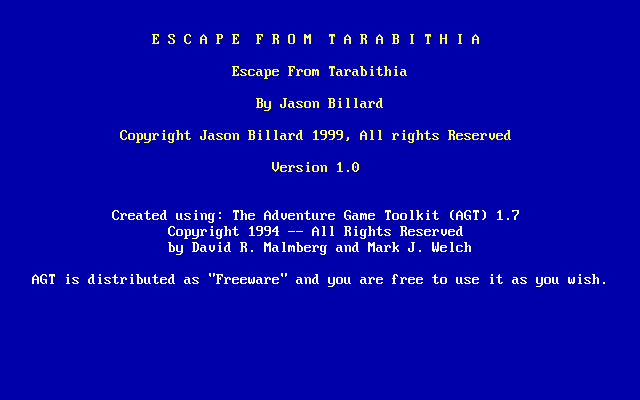 E S C A P E   F R O M   T A R A B I T H I A
Escape From Tarabithia
By Jason Billard
Copyright Jason Billard 1999, All rights Reserved
Version 1.0
Created using: The Adventure Game Toolkit (AGT) 1.7
Copyright 1994 -- All Rights Reserved
by David R. Malmberg and Mark J. Welch
AGT is distributed as "Freeware" and you are free to use it as you wish.